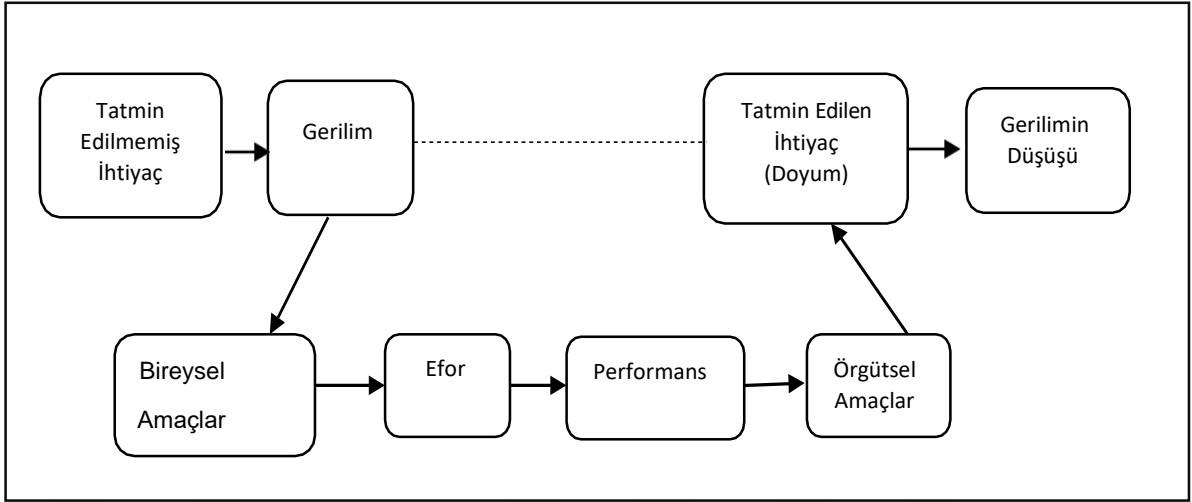 Tatmin
Edilmemiş
İhtiyaç
Gerilim
Tatmin Edilen
İhtiyaç
(Doyum)
Gerilimin
Düşüşü
Bireysel
Amaçlar
Efor
Performans
Örgütsel
Amaçlar